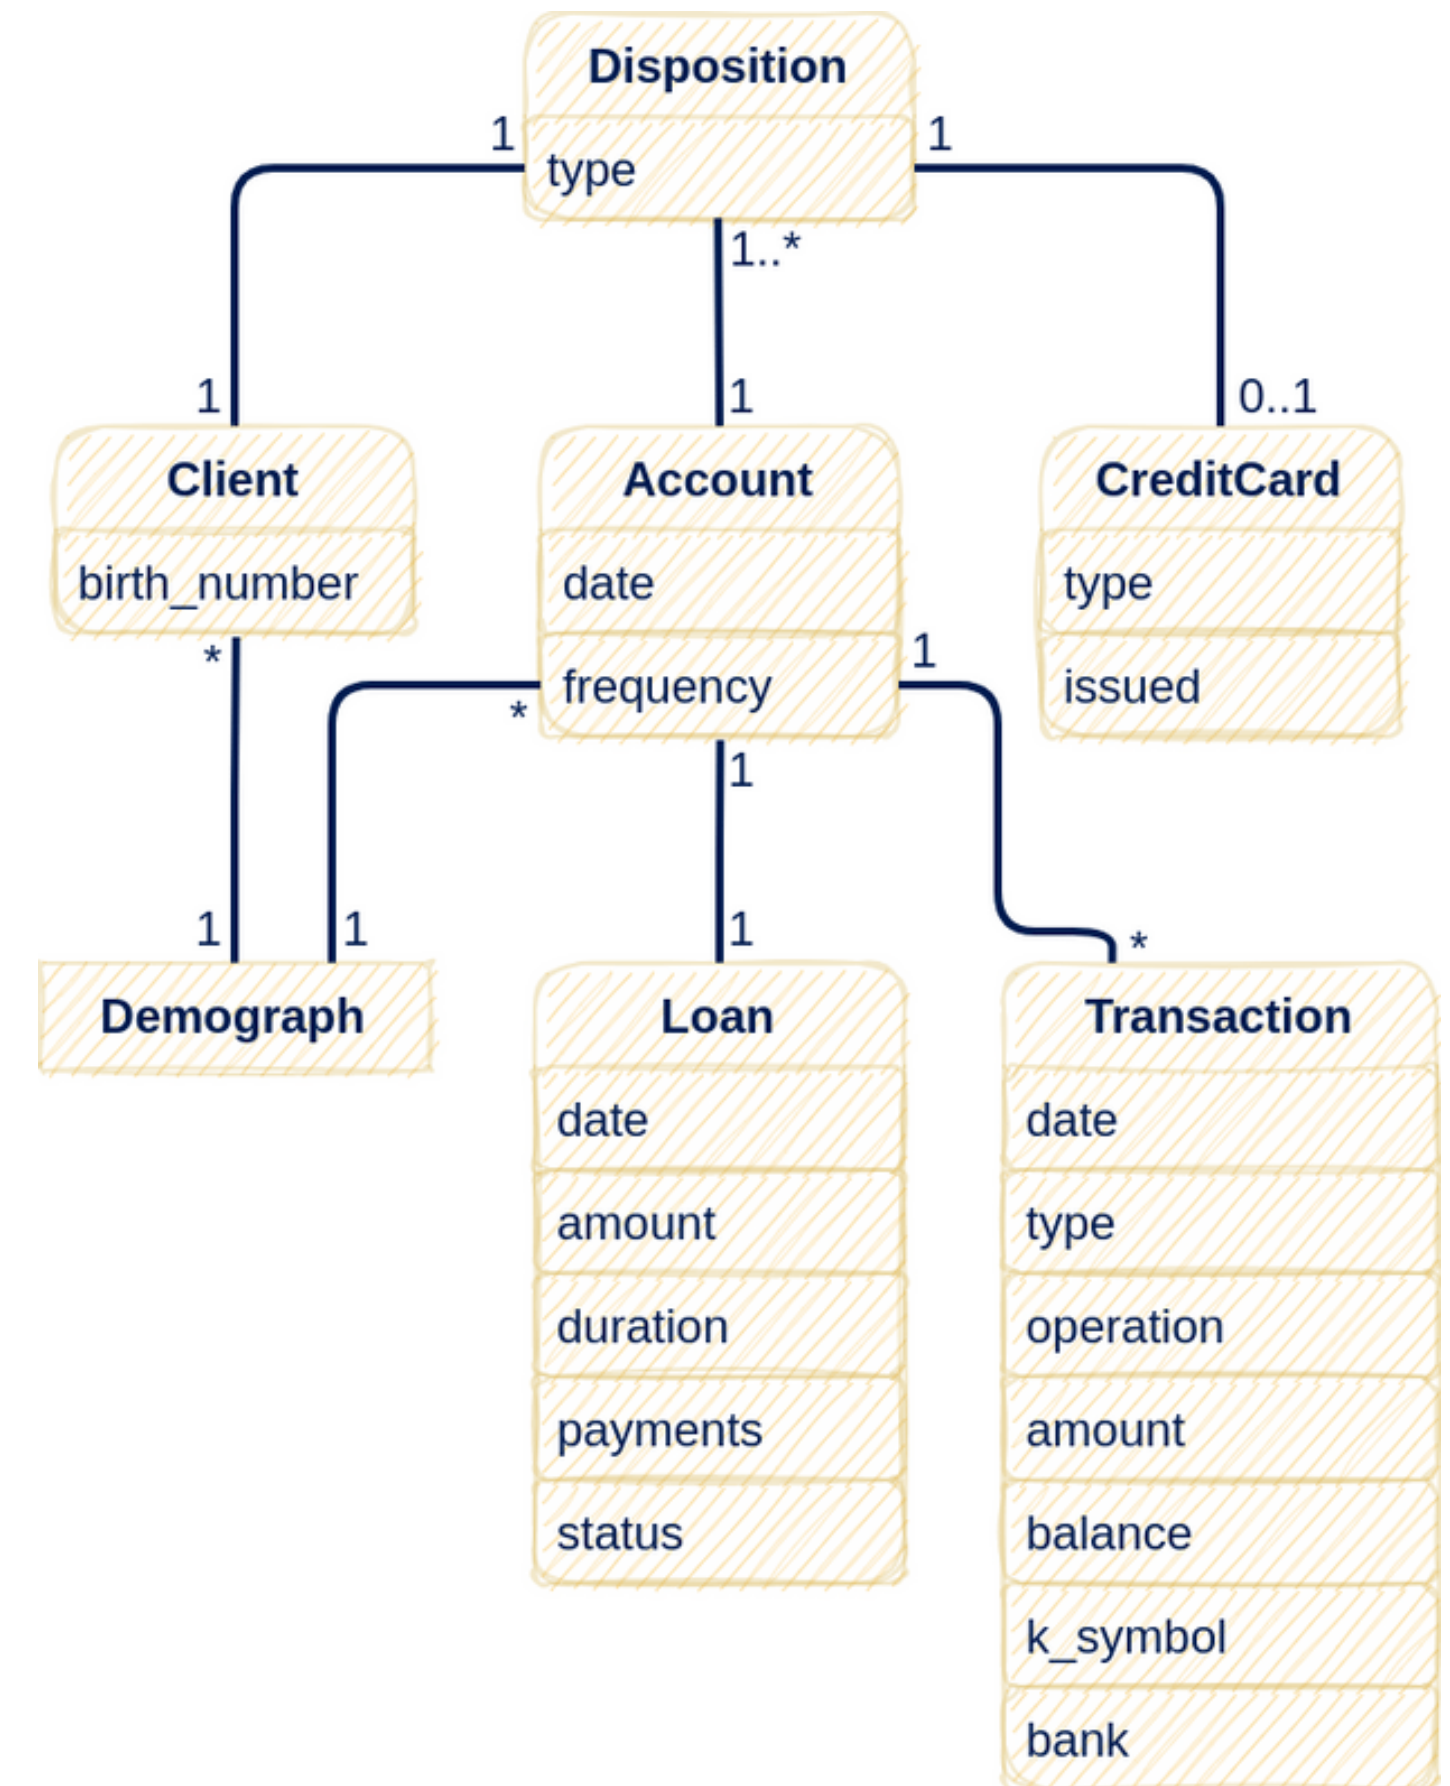 Disposition
1
1
type
1..*
1
1
0..1
Client
Account
CreditCard
birth_number
date
type
*
1
frequency
issued
*
1
1
1
1
*
Demograph
Loan
Transaction
date
date
amount
type
duration
operation
payments
amount
status
balance
k_symbol
bank